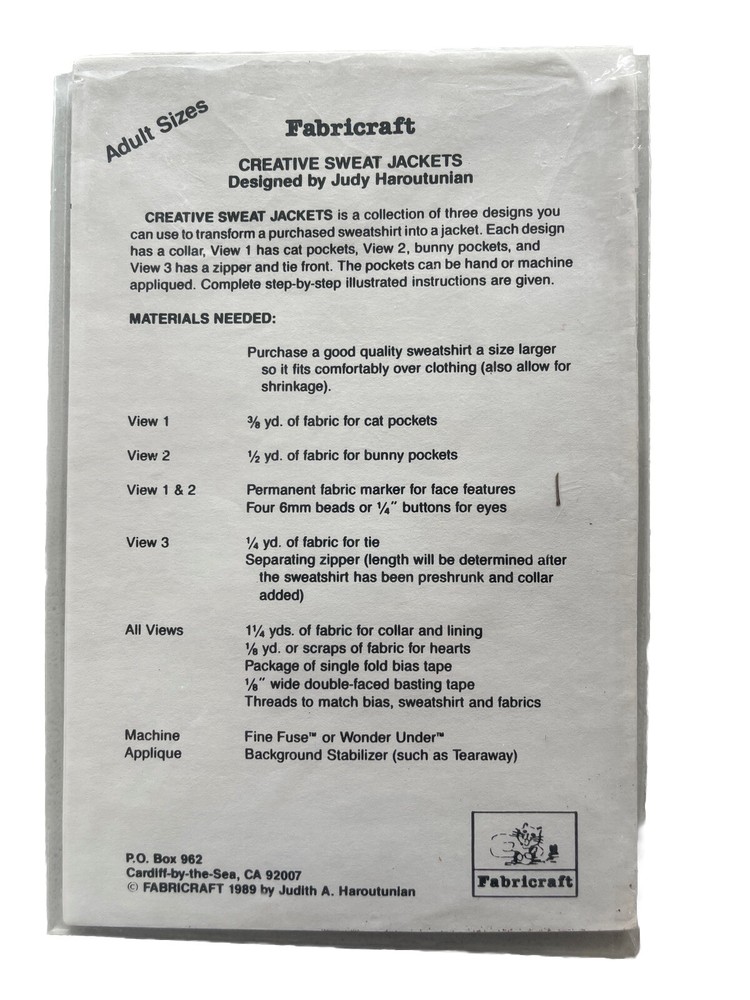 Adult Sizes
Fabricraft
CREATIVE SWEAT JACKETS
Designed by Judy Haroutunian
CREATIVE SWEAT JACKETS is a collection of three designs you
can use to transform a purchased sweatshirt into a jacket. Each design
has a collar, View 1 has cat pockets, View 2, bunny pockets, and
View 3 has a zipper and tie front. The pockets can be hand or machine
appliqued. Complete step-by-step illustrated instructions are given.
MATERIALS NEEDED:
Purchase a good quality sweatshirt a size larger
so it fits comfortably over clothing (also allow for
shrinkage).
View 1 ⅜ yd. of fabric for cat pockets
View 2 ½ yd. of fabric for bunny pockets
View 1 & 2 Permanent fabric marker for face features
Four 6mm beads or ¼" buttons for eyes
View 3 ¼ yd. of fabric for tie
Separating zipper (length will be determined after
the sweatshirt has been preshrunk and collar
added)
All Views 1¼ yds. of fabric for collar and lining
⅛ yd. or scraps of fabric for hearts
Package of single fold bias tape
⅛" wide double-faced basting tape
Threads to match bias, sweatshirt and fabrics
Machine Fine Fuse™ or Wonder Under™
Applique Background Stabilizer (such as Tearaway)
P.O. Box 962
Cardiff-by-the-Sea, CA 92007
© FABRICRAFT 1989 by Judith A. Haroutunian
Fabricraft